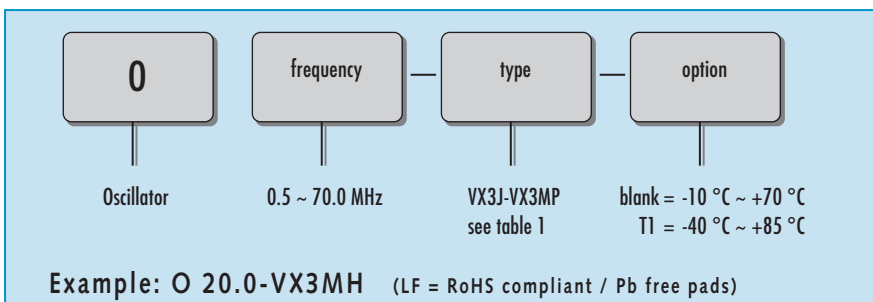 O
frequency — type — option
Oscillator
0.5 ~ 70.0 MHz
VX3J-VX3MP
see table 1
blank = -10 °C ~ +70 °C
T1 = -40 °C ~ +85 °C
Example: O 20.0-VX3MH (LF = RoHS compliant / Pb free pads)